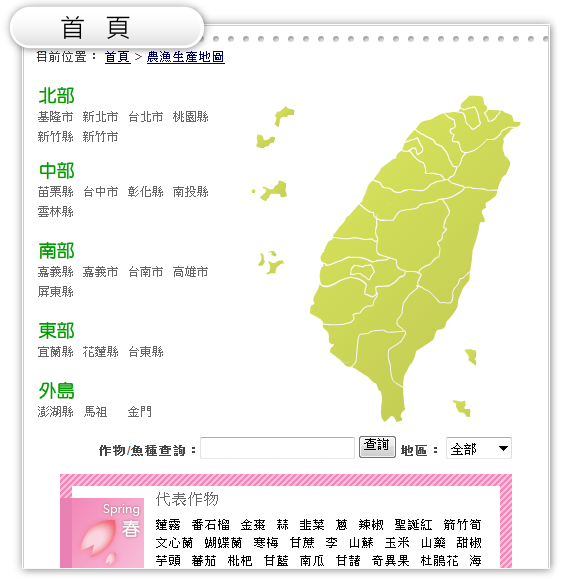 首 頁
目前位置： 首頁 > 農漁生產地圖
北部
基隆市 新北市 台北市 桃園縣
新竹縣 新竹市
中部
苗栗縣 台中市 彰化縣 南投縣
雲林縣
南部
嘉義縣 嘉義市 台南市 高雄市
屏東縣
東部
宜蘭縣 花蓮縣 台東縣
外島
澎湖縣 馬祖 金門
作物/魚種查詢： 查詢 地區： 全部
Spring
春
代表作物
蓮霧 番石榴 金棗 蒜 韭菜 蔥 辣椒 聖誕紅 箭竹筍
文心蘭 蝴蝶蘭 寒梅 甘蔗 李 山蘇 玉米 山藥 甜椒
芋頭 蕃茄 枇杷 甘藍 南瓜 甘藷 奇異果 杜鵑花 海